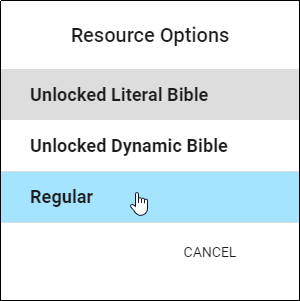 Resource Options
Unlocked Literal Bible
Unlocked Dynamic Bible
Regular
CANCEL